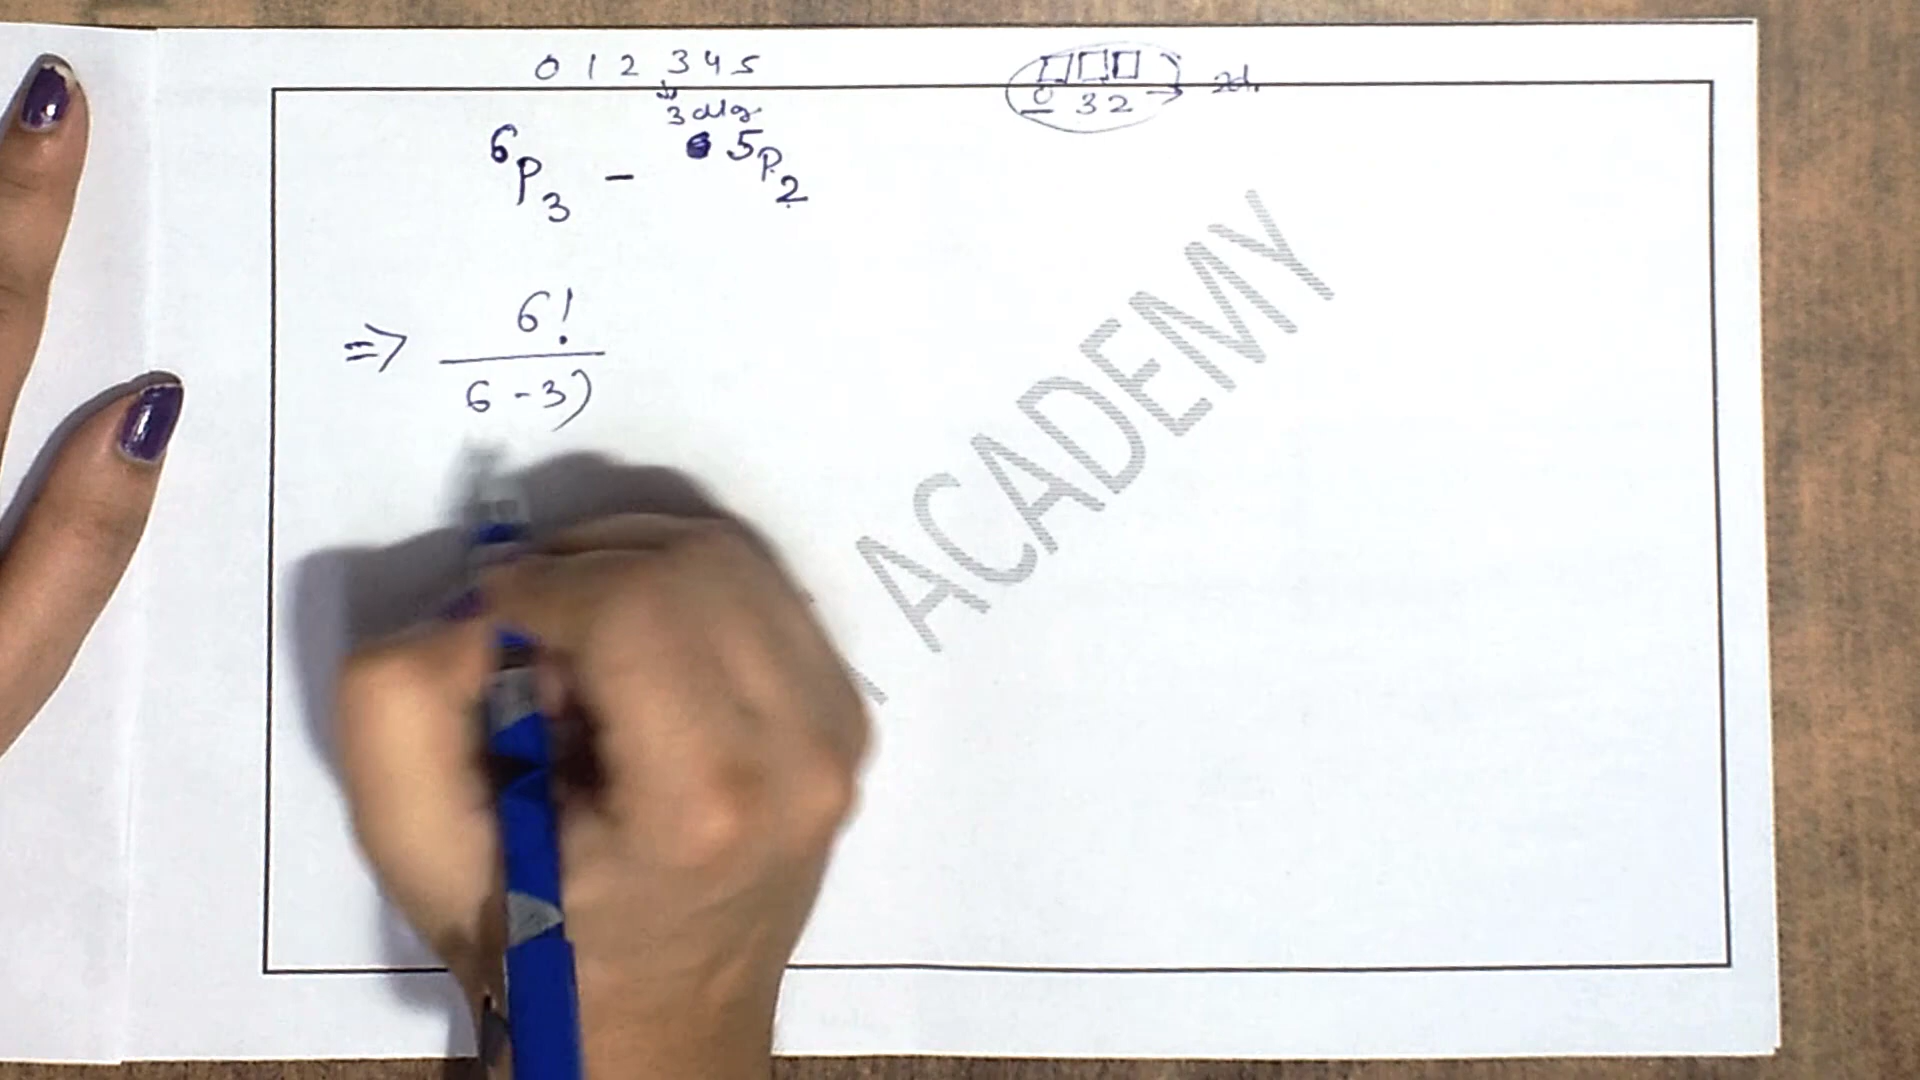 0 1 2 3 4 5
0 3 2 →
3 dig
⁶P₃ - ⁵P₂
=> 6!
6 - 3)
ACADEMY